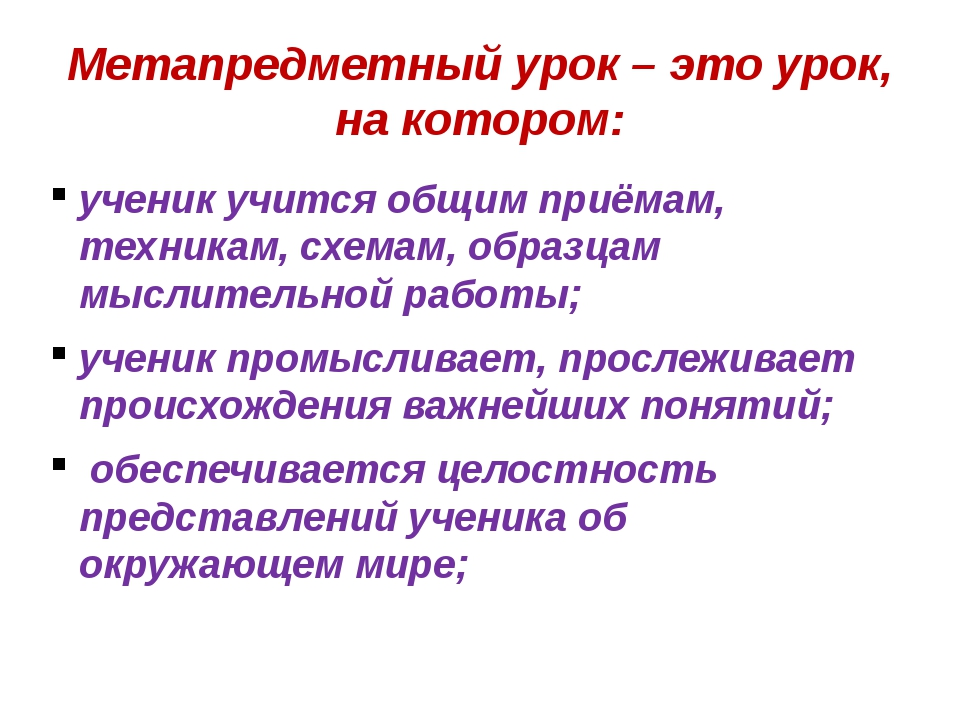 Метапредметный урок – это урок,
на котором:
ученик учится общим приёмам,
техникам, схемам, образцам
мыслительной работы;
ученик промысливает, прослеживает
происхождения важнейших понятий;
обеспечивается целостность
представлений ученика об
окружающем мире;